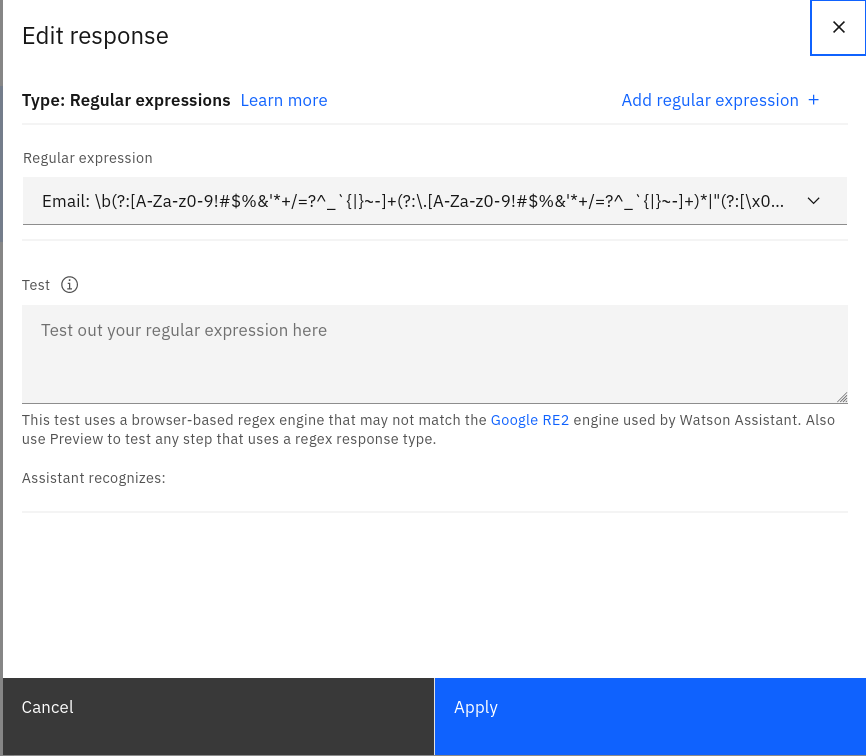 Edit response
Type: Regular expressions Learn more Add regular expression +
Regular expression
Email: \b(?:[A-Za-z0-9!#$%&'*+/=?^_`{|}~-]+(?:\.[A-Za-z0-9!#$%&'*+/=?^_`{|}~-]+)*|"(?:[\x0...
Test
Test out your regular expression here
This test uses a browser-based regex engine that may not match the Google RE2 engine used by Watson Assistant. Also
use Preview to test any step that uses a regex response type.
Assistant recognizes:
Cancel Apply